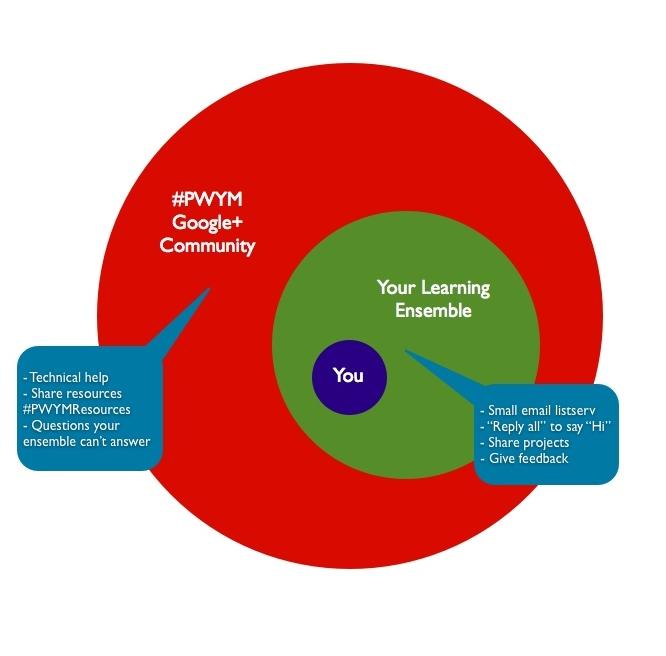 #PWYM
Google+
Community
Your Learning
Ensemble
You
- Technical help
- Share resources
#PWYMResources
- Questions your
ensemble can’t answer
- Small email listserv
- “Reply all” to say “Hi”
- Share projects
- Give feedback